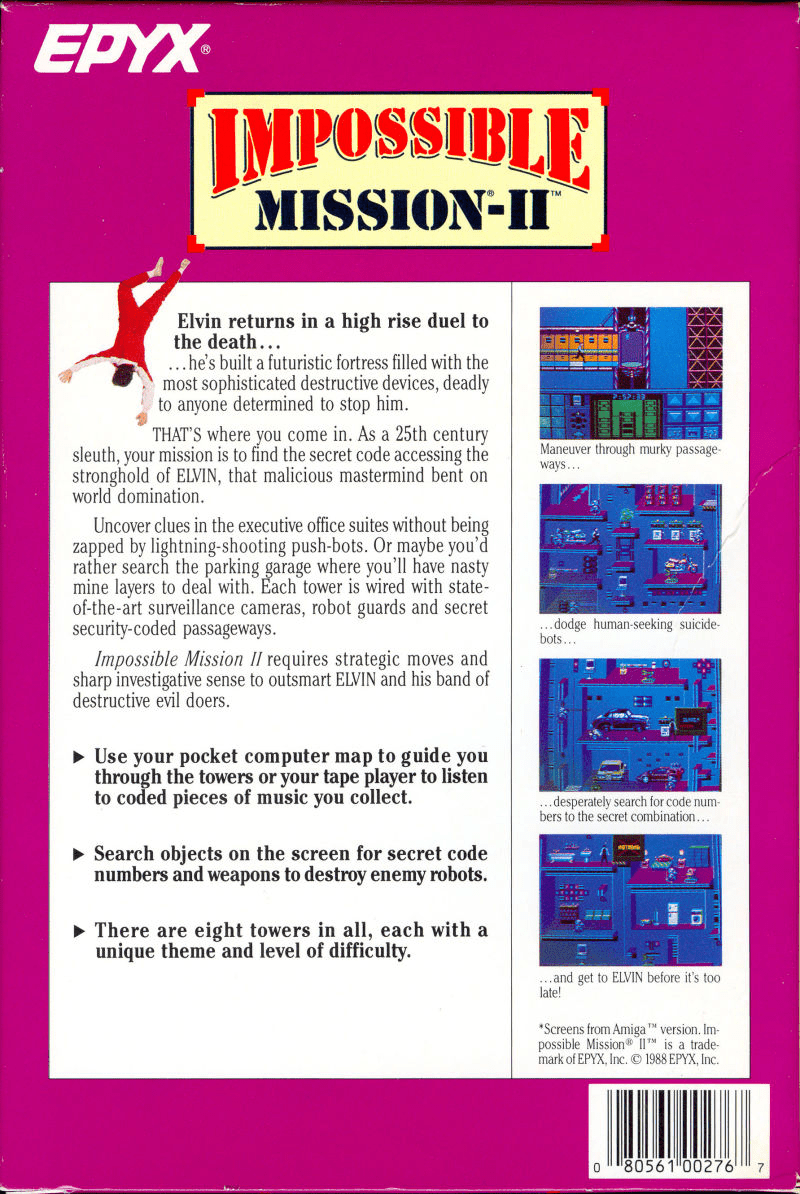 EPYX®
IMPOSSIBLE
MISSION®-II™
Elvin returns in a high rise duel to
the death...
...he's built a futuristic fortress filled with the
most sophisticated destructive devices, deadly
to anyone determined to stop him.
THAT'S where you come in. As a 25th century
sleuth, your mission is to find the secret code accessing the
stronghold of ELVIN, that malicious mastermind bent on
world domination.
Uncover clues in the executive office suites without being
zapped by lightning-shooting push-bots. Or maybe you'd
rather search the parking garage where you'll have nasty
mine layers to deal with. Each tower is wired with state-
of-the-art surveillance cameras, robot guards and secret
security-coded passageways.
Impossible Mission II requires strategic moves and
sharp investigative sense to outsmart ELVIN and his band of
destructive evil doers.
▶ Use your pocket computer map to guide you
through the towers or your tape player to listen
to coded pieces of music you collect.
▶ Search objects on the screen for secret code
numbers and weapons to destroy enemy robots.
▶ There are eight towers in all, each with a
unique theme and level of difficulty.
Maneuver through murky passage-
ways...
...dodge human-seeking suicide-
bots...
...desperately search for code num-
bers to the secret combination...
...and get to ELVIN before it's too
late!
*Screens from Amiga™ version. Im-
possible Mission® II™ is a trade-
mark of EPYX, Inc. © 1988 EPYX, Inc.
0 80561 00276 7